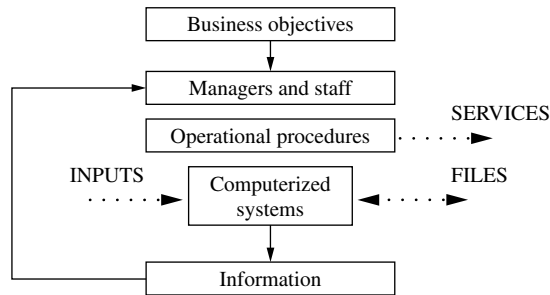 Business objectives
Managers and staff
SERVICES
Operational procedures
INPUTS
FILES
Computerized
systems
Information